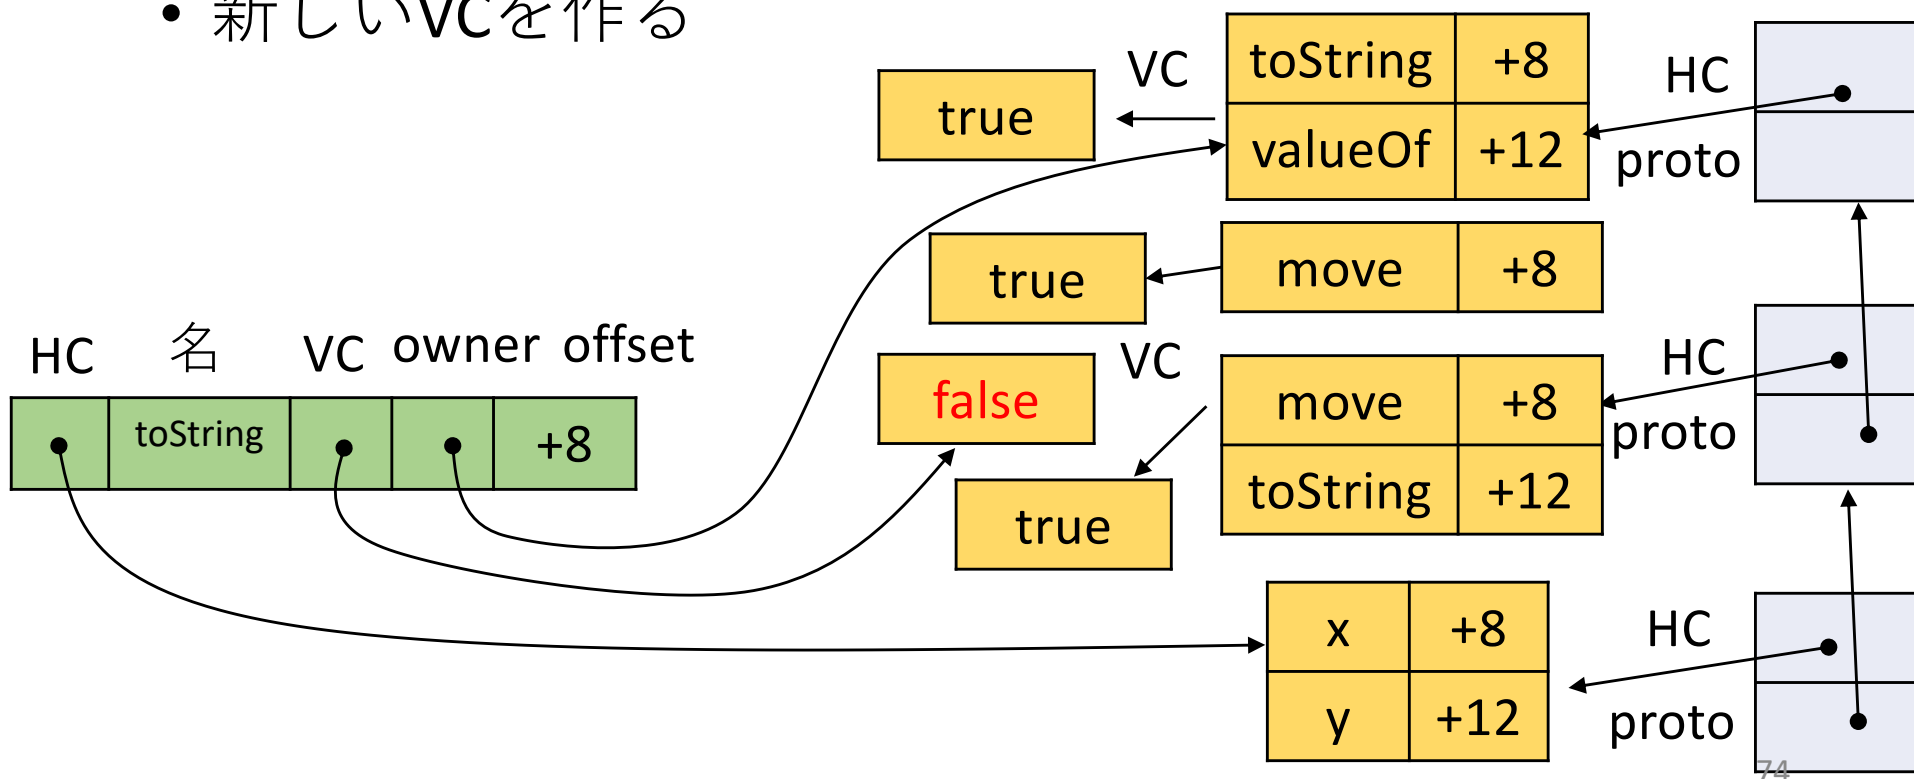 • 新しいVCを作る
toString +8
VC
HC
true
valueOf +12
proto
true
move +8
HC 名 VC owner offset
VC
HC
false
move +8
toString +8
proto
toString +12
true
x +8
HC
y +12
proto
74